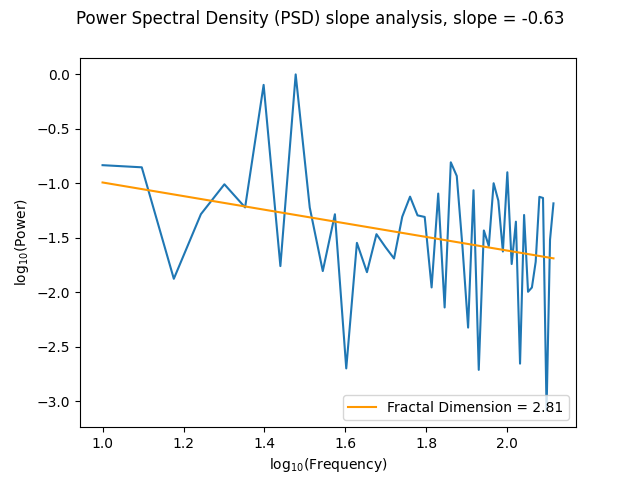 Power Spectral Density (PSD) slope analysis, slope = -0.63
0.0
−0.5
−1.0
−1.5
−2.0
−2.5
−3.0
log₁₀(Power)
Fractal Dimension = 2.81
1.0 1.2 1.4 1.6 1.8 2.0
log₁₀(Frequency)